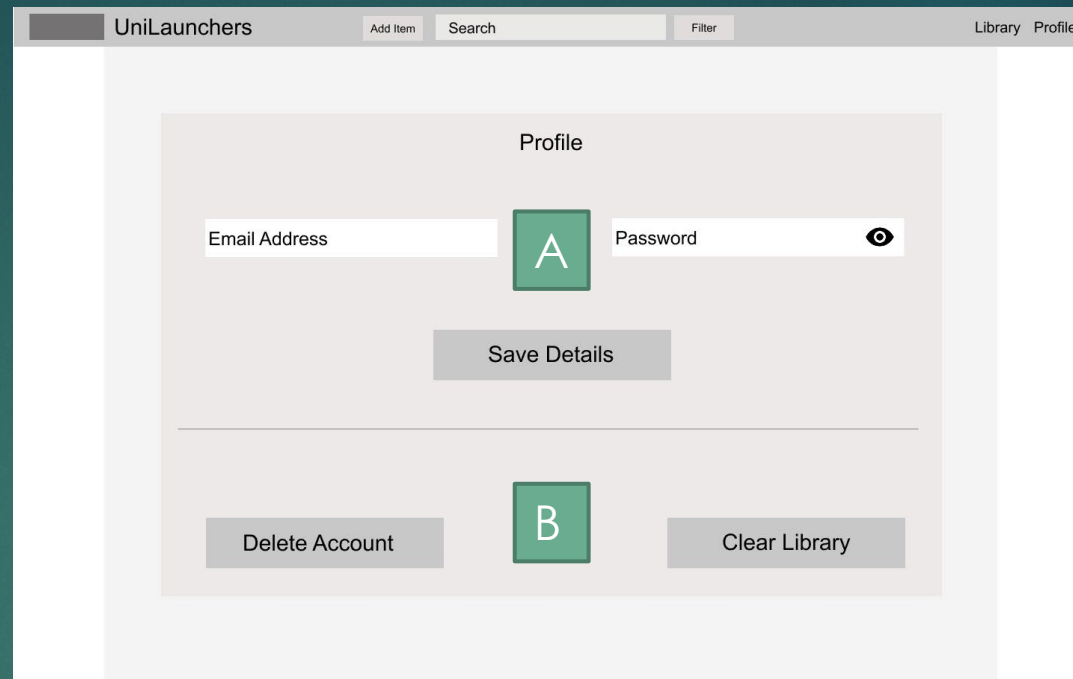 UniLaunchers Add Item Search Filter Library Profile
Profile
Email Address A Password
Save Details
Delete Account B Clear Library